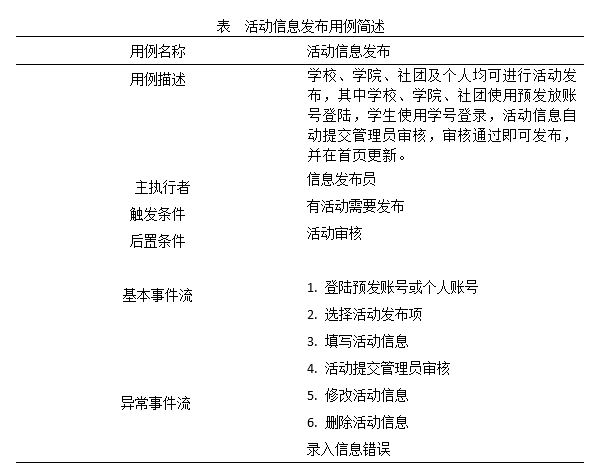 表 活动信息发布用例简述
用例名称 活动信息发布
用例描述 学校、学院、社团及个人均可进行活动发
布，其中学校、学院、社团使用预发放账
号登陆，学生使用学号登录，活动信息自
动提交管理员审核，审核通过即可发布，
并在首页更新。
主执行者 信息发布员
触发条件 有活动需要发布
后置条件 活动审核
基本事件流 1. 登陆预发账号或个人账号
2. 选择活动发布项
3. 填写活动信息
4. 活动提交管理员审核
异常事件流 5. 修改活动信息
6. 删除活动信息
录入信息错误